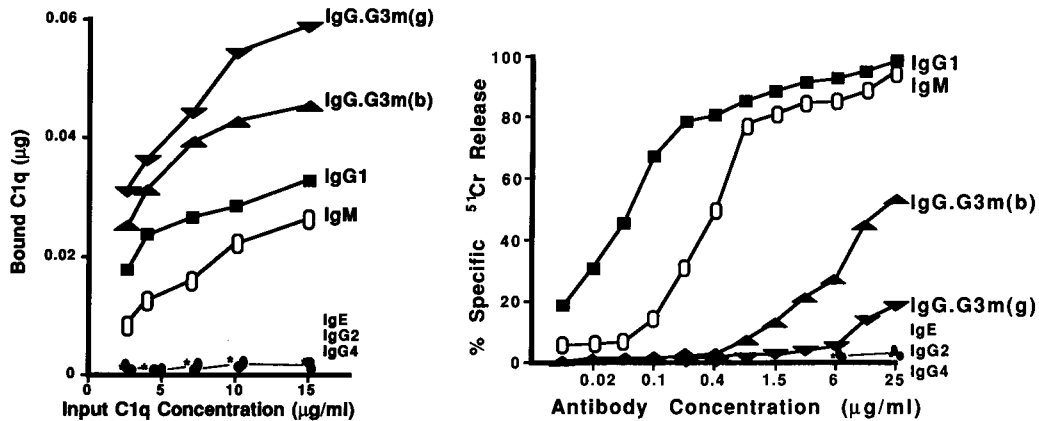 0.06
0.04
0.02
0
Bound C1q (μg)
IgG.G3m(g)
IgG.G3m(b)
IgG1
IgM
IgE
IgG2
IgG4
0 5 10 15
Input C1q Concentration (μg/ml)
100
80
60
40
20
0
% Specific ⁵¹Cr Release
IgG1
IgM
IgG.G3m(b)
IgG.G3m(g)
IgE
IgG2
IgG4
0.02 0.1 0.4 1.5 6 25
Antibody Concentration (μg/ml)